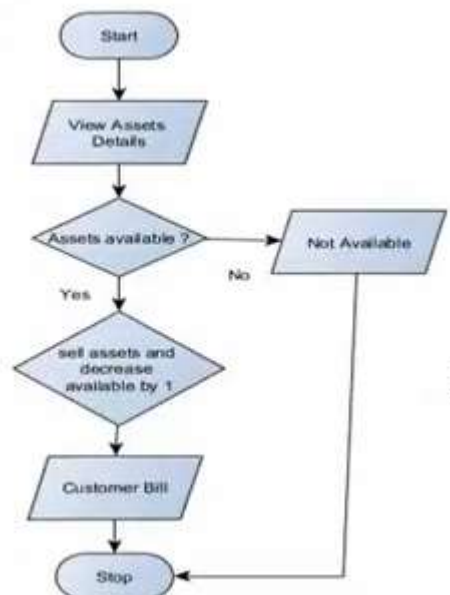 Start
View Assets
Details
Assets available ?
Not Available
No
Yes
sell assets and
decrease
available by 1
Customer Bill
Stop